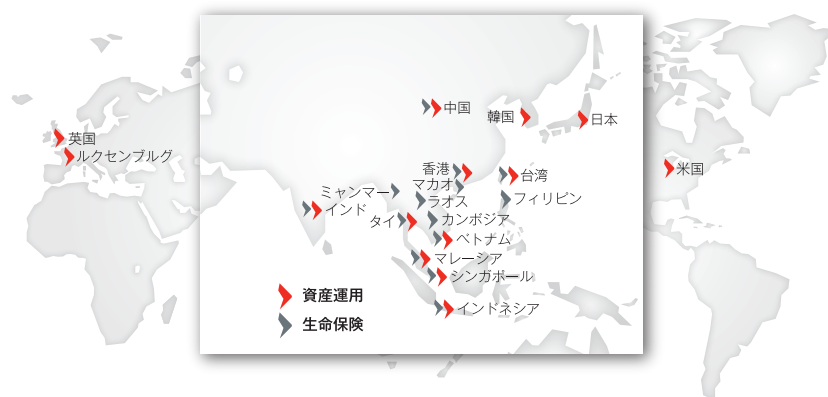 英国
ルクセンブルグ
中国
韓国
日本
香港
マカオ
台湾
ミャンマー
ラオス
フィリピン
インド
タイ
カンボジア
ベトナム
マレーシア
シンガポール
インドネシア
米国
資産運用
生命保険